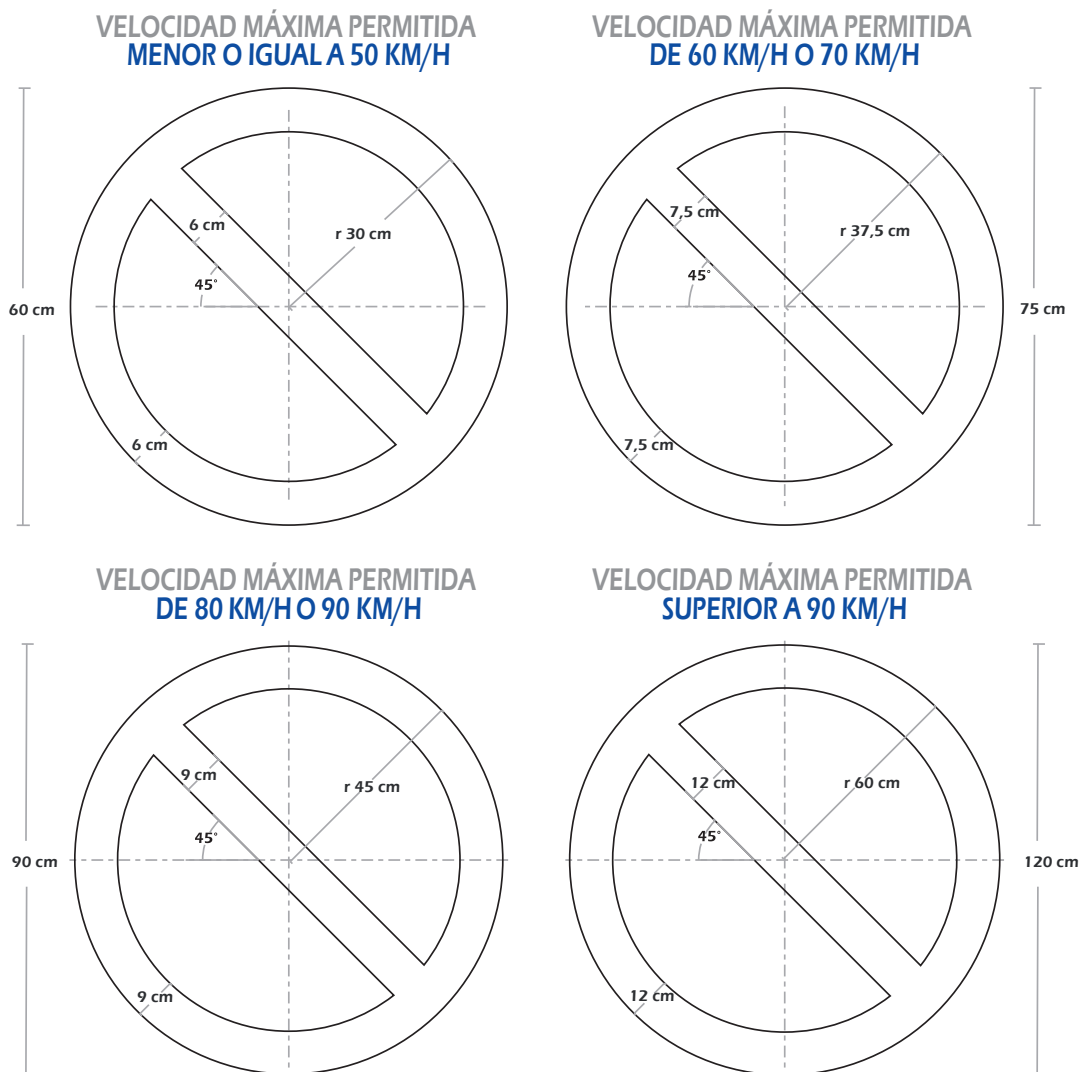 VELOCIDAD MÁXIMA PERMITIDA
MENOR O IGUAL A 50 KM/H
60 cm
6 cm
r 30 cm
45°
6 cm
VELOCIDAD MÁXIMA PERMITIDA
DE 60 KM/H O 70 KM/H
7,5 cm
r 37,5 cm
45°
75 cm
7,5 cm
VELOCIDAD MÁXIMA PERMITIDA
DE 80 KM/H O 90 KM/H
9 cm
r 45 cm
45°
90 cm
9 cm
VELOCIDAD MÁXIMA PERMITIDA
SUPERIOR A 90 KM/H
12 cm
r 60 cm
45°
120 cm
12 cm